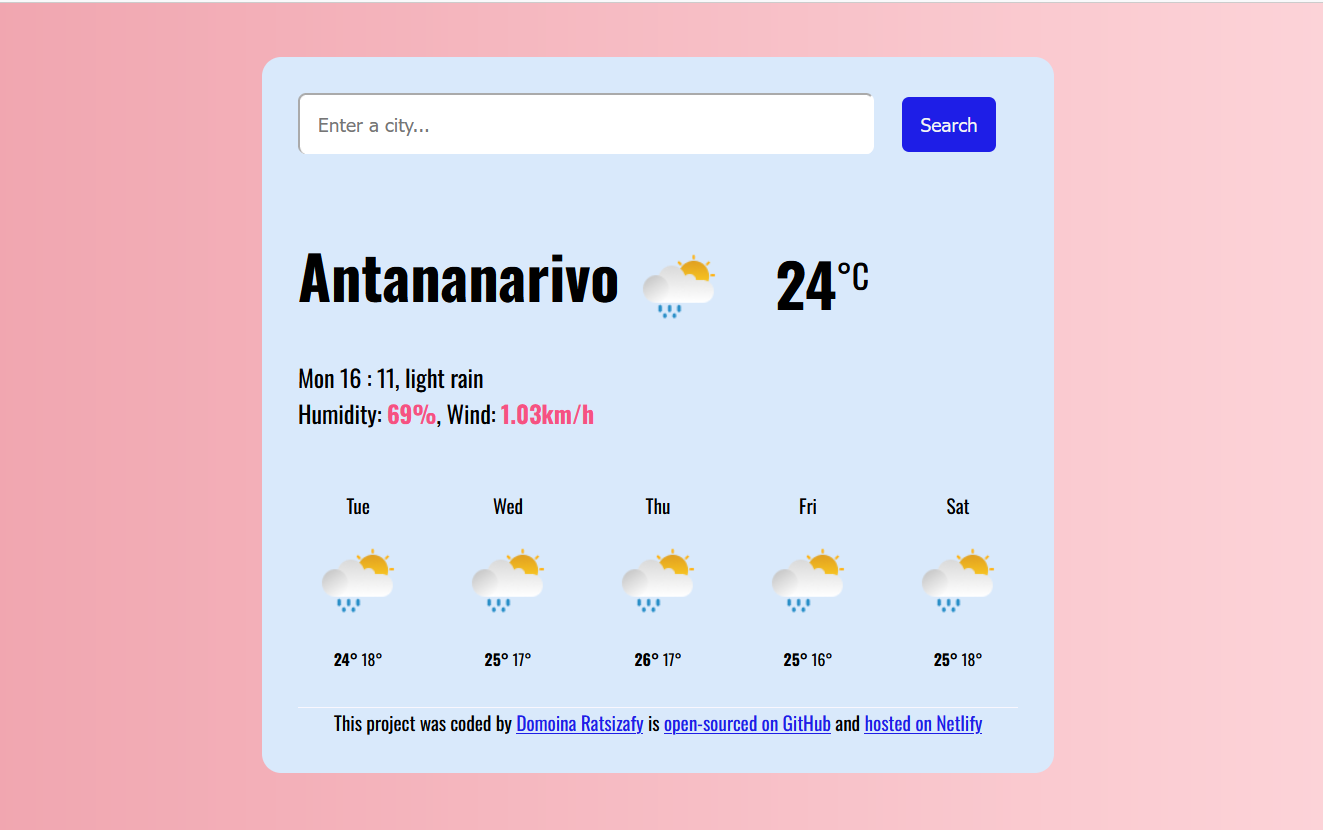 Enter a city...
Search
Antananarivo 24°C
Mon 16 : 11, light rain
Humidity: 69%, Wind: 1.03km/h
Tue Wed Thu Fri Sat
24° 18° 25° 17° 26° 17° 25° 16° 25° 18°
This project was coded by Domoina Ratsizafy is open-sourced on GitHub and hosted on Netlify